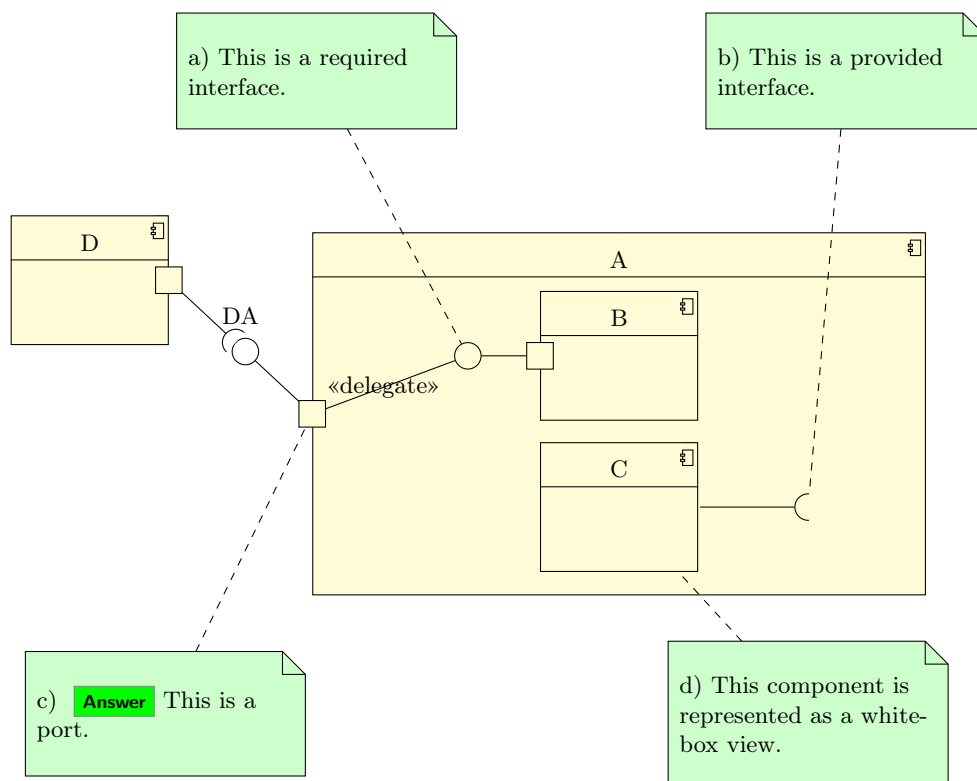 a) This is a required
interface.
b) This is a provided
interface.
D
A
DA
B
«delegate»
C
c) Answer This is a
port.
d) This component is
represented as a white-
box view.